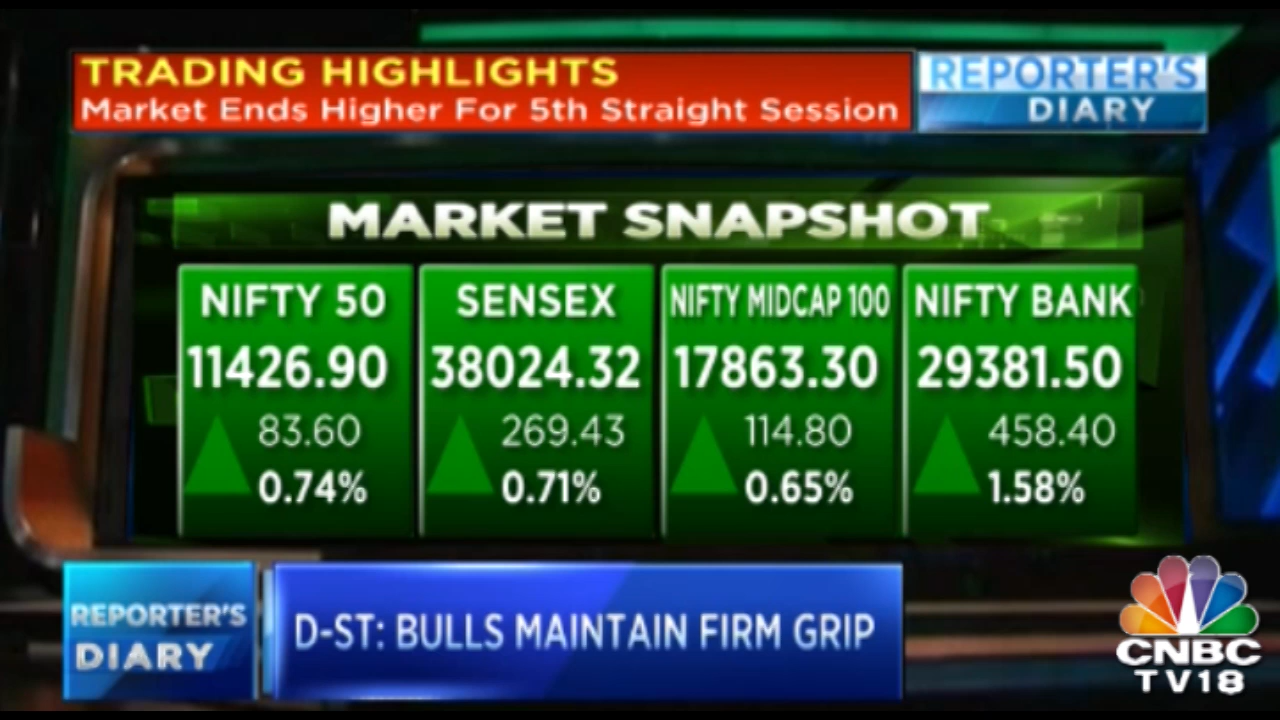 TRADING HIGHLIGHTS
Market Ends Higher For 5th Straight Session
REPORTER'S
DIARY
MARKET SNAPSHOT
NIFTY 50
11426.90
83.60
0.74%
SENSEX
38024.32
269.43
0.71%
NIFTY MIDCAP 100
17863.30
114.80
0.65%
NIFTY BANK
29381.50
458.40
1.58%
REPORTER'S
DIARY
D-ST: BULLS MAINTAIN FIRM GRIP
CNBC
TV18